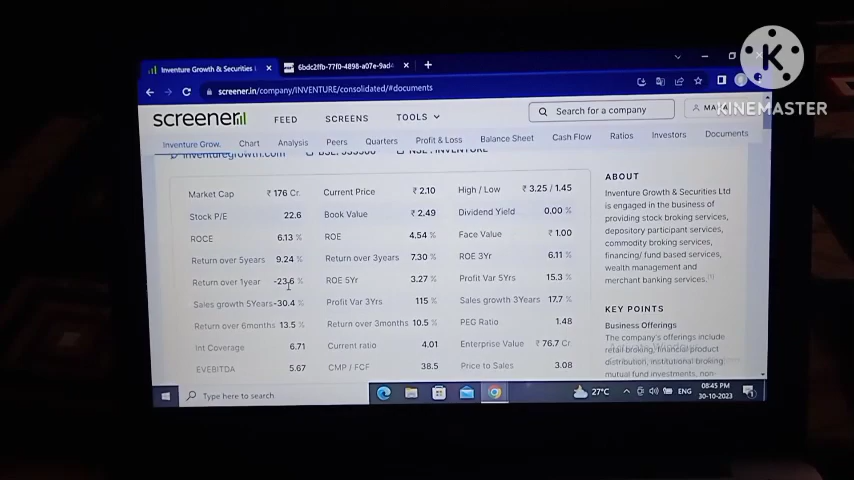 Inventure Growth & Securities
6bdc2ffb-77f0-4898-a07e-9ad
screener.in/company/INVENTURE/consolidated/#documents
KINEMASTER
screener
FEED
SCREENS
TOOLS
Search for a company
Inventure Grow.
Chart
Analysis
Peers
Quarters
Profit & Loss
Balance Sheet
Cash Flow
Ratios
Investors
Documents
inventuregrowth.com
NSE: INVENTURE
Market Cap ₹ 176 Cr.
Current Price ₹ 2.10
High / Low ₹ 3.25 / 1.45
Stock P/E 22.6
Book Value ₹ 2.49
Dividend Yield 0.00 %
ROCE 6.13 %
ROE 4.54 %
Face Value ₹ 1.00
Return over 5years 9.24 %
Return over 3years 7.30 %
ROE 3Yr 6.11 %
Return over 1year -23.6 %
ROE 5Yr 3.27 %
Profit Var 5Yrs 15.3 %
Sales growth 5Years -30.4 %
Profit Var 3Yrs 115 %
Sales growth 3Years 17.7 %
Return over 6months 13.5 %
Return over 3months 10.5 %
PEG Ratio 1.48
Int Coverage 6.71
Current ratio 4.01
Enterprise Value ₹ 76.7 Cr.
EVEBITDA 5.67
CMP / FCF 38.5
Price to Sales 3.08
ABOUT
Inventure Growth & Securities Ltd
is engaged in the business of
providing stock broking services,
depository participant services,
commodity broking services,
financing/ fund based services,
wealth management and
merchant banking services.[1]
KEY POINTS
Business Offerings
The company's offerings include
retail broking, financial product
distribution, institutional broking,
mutual fund investments, non-
Type here to search
27°C
ENG
08:45 PM
30-10-2023